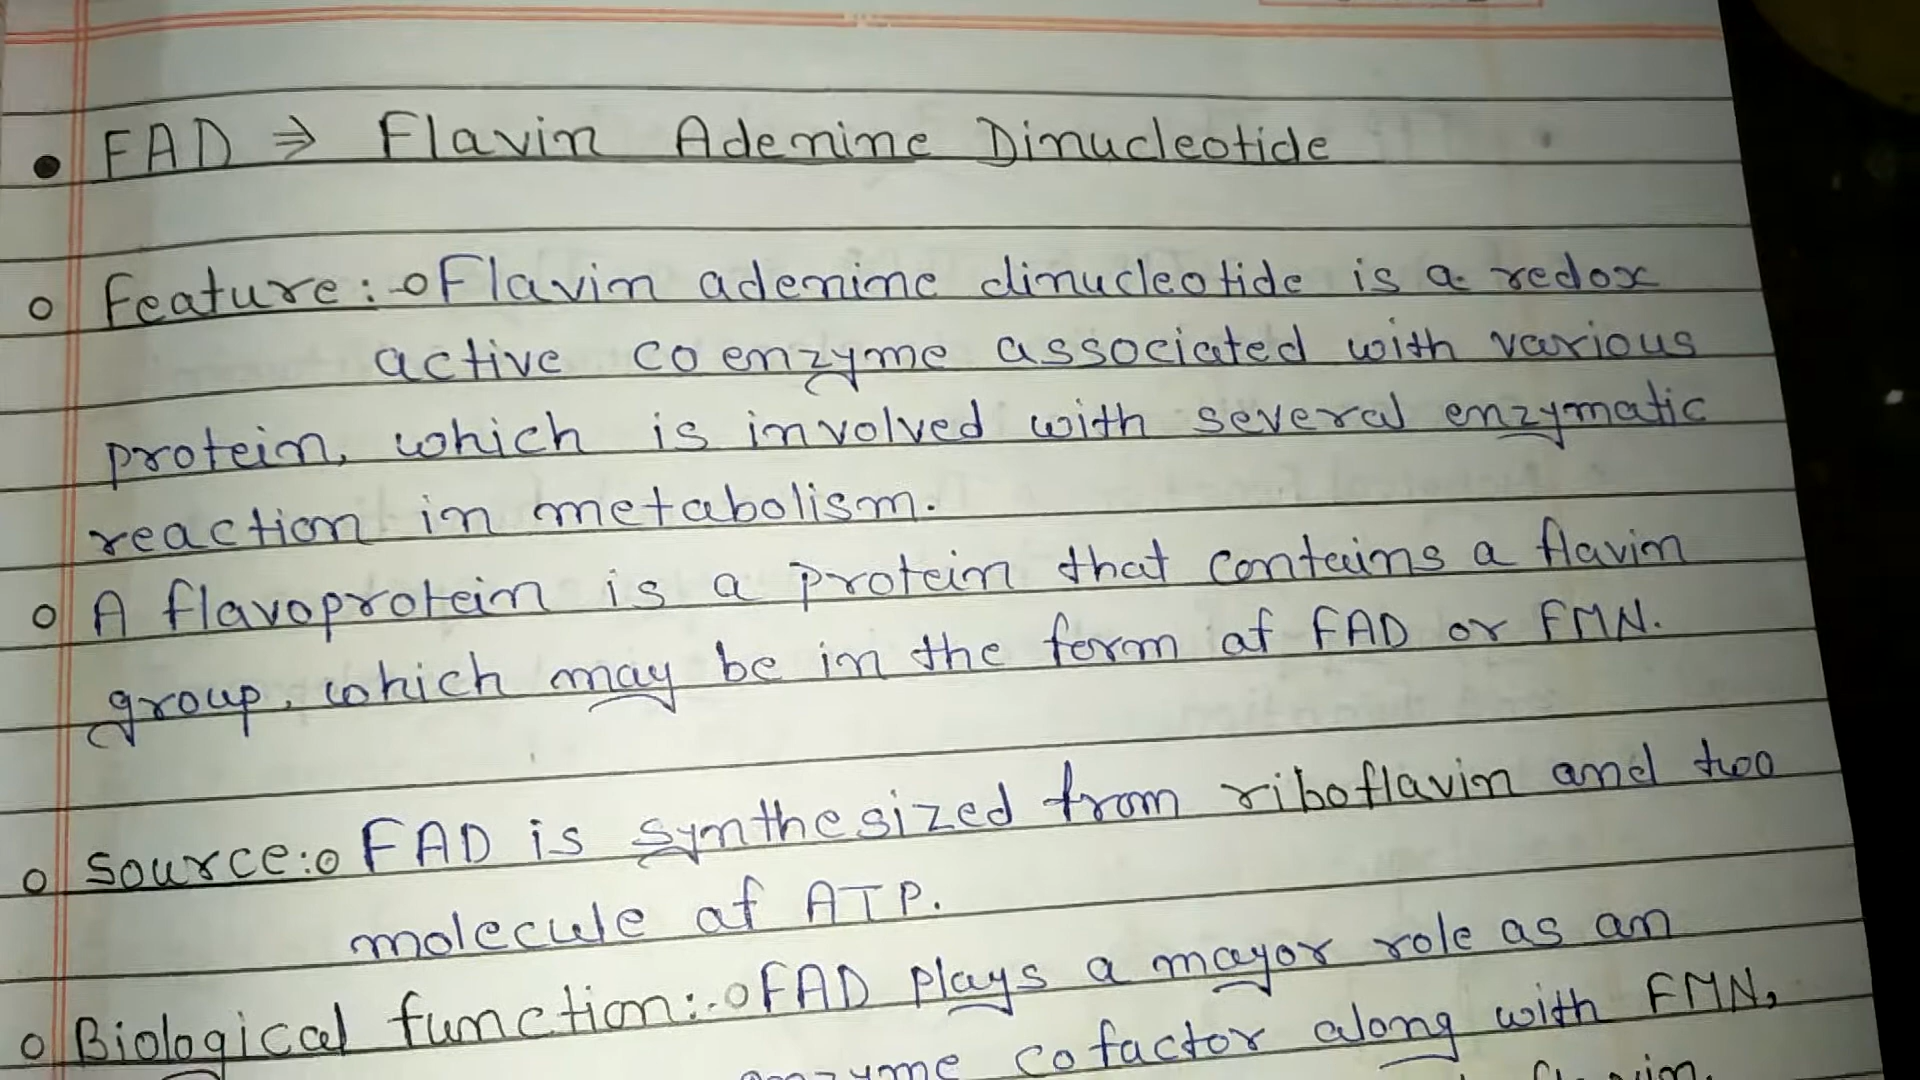 • FAD ⇒ Flavin Adenine Dinucleotide
o Feature:-o Flavin adenine dinucleotide is a redox
active coenzyme associated with various
protein, which is involved with several enzymatic
reaction in metabolism.
o A flavoprotein is a protein that contains a flavin
group, which may be in the form of FAD or FMN.
o Source:o FAD is synthesized from riboflavin and two
molecule of ATP.
o Biological function:-o FAD plays a mayor role as an
enzyme cofactor along with FMN,